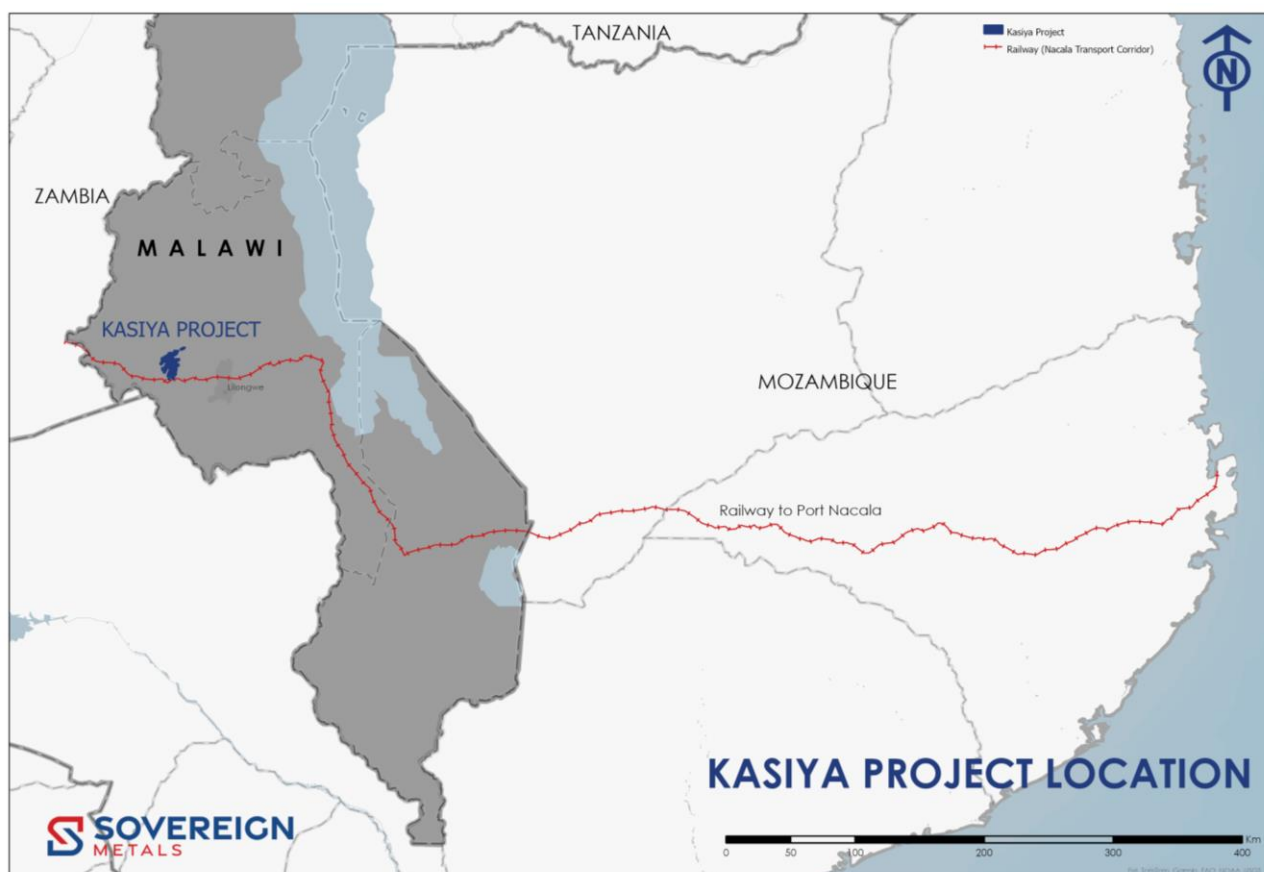 TANZANIA
Kasiya Project
Railway (Nacala Transport Corridor)
N
ZAMBIA
MALAWI
KASIYA PROJECT
Lilongwe
MOZAMBIQUE
Railway to Port Nacala
KASIYA PROJECT LOCATION
SOVEREIGN
METALS
Km
0 50 100 200 300 400